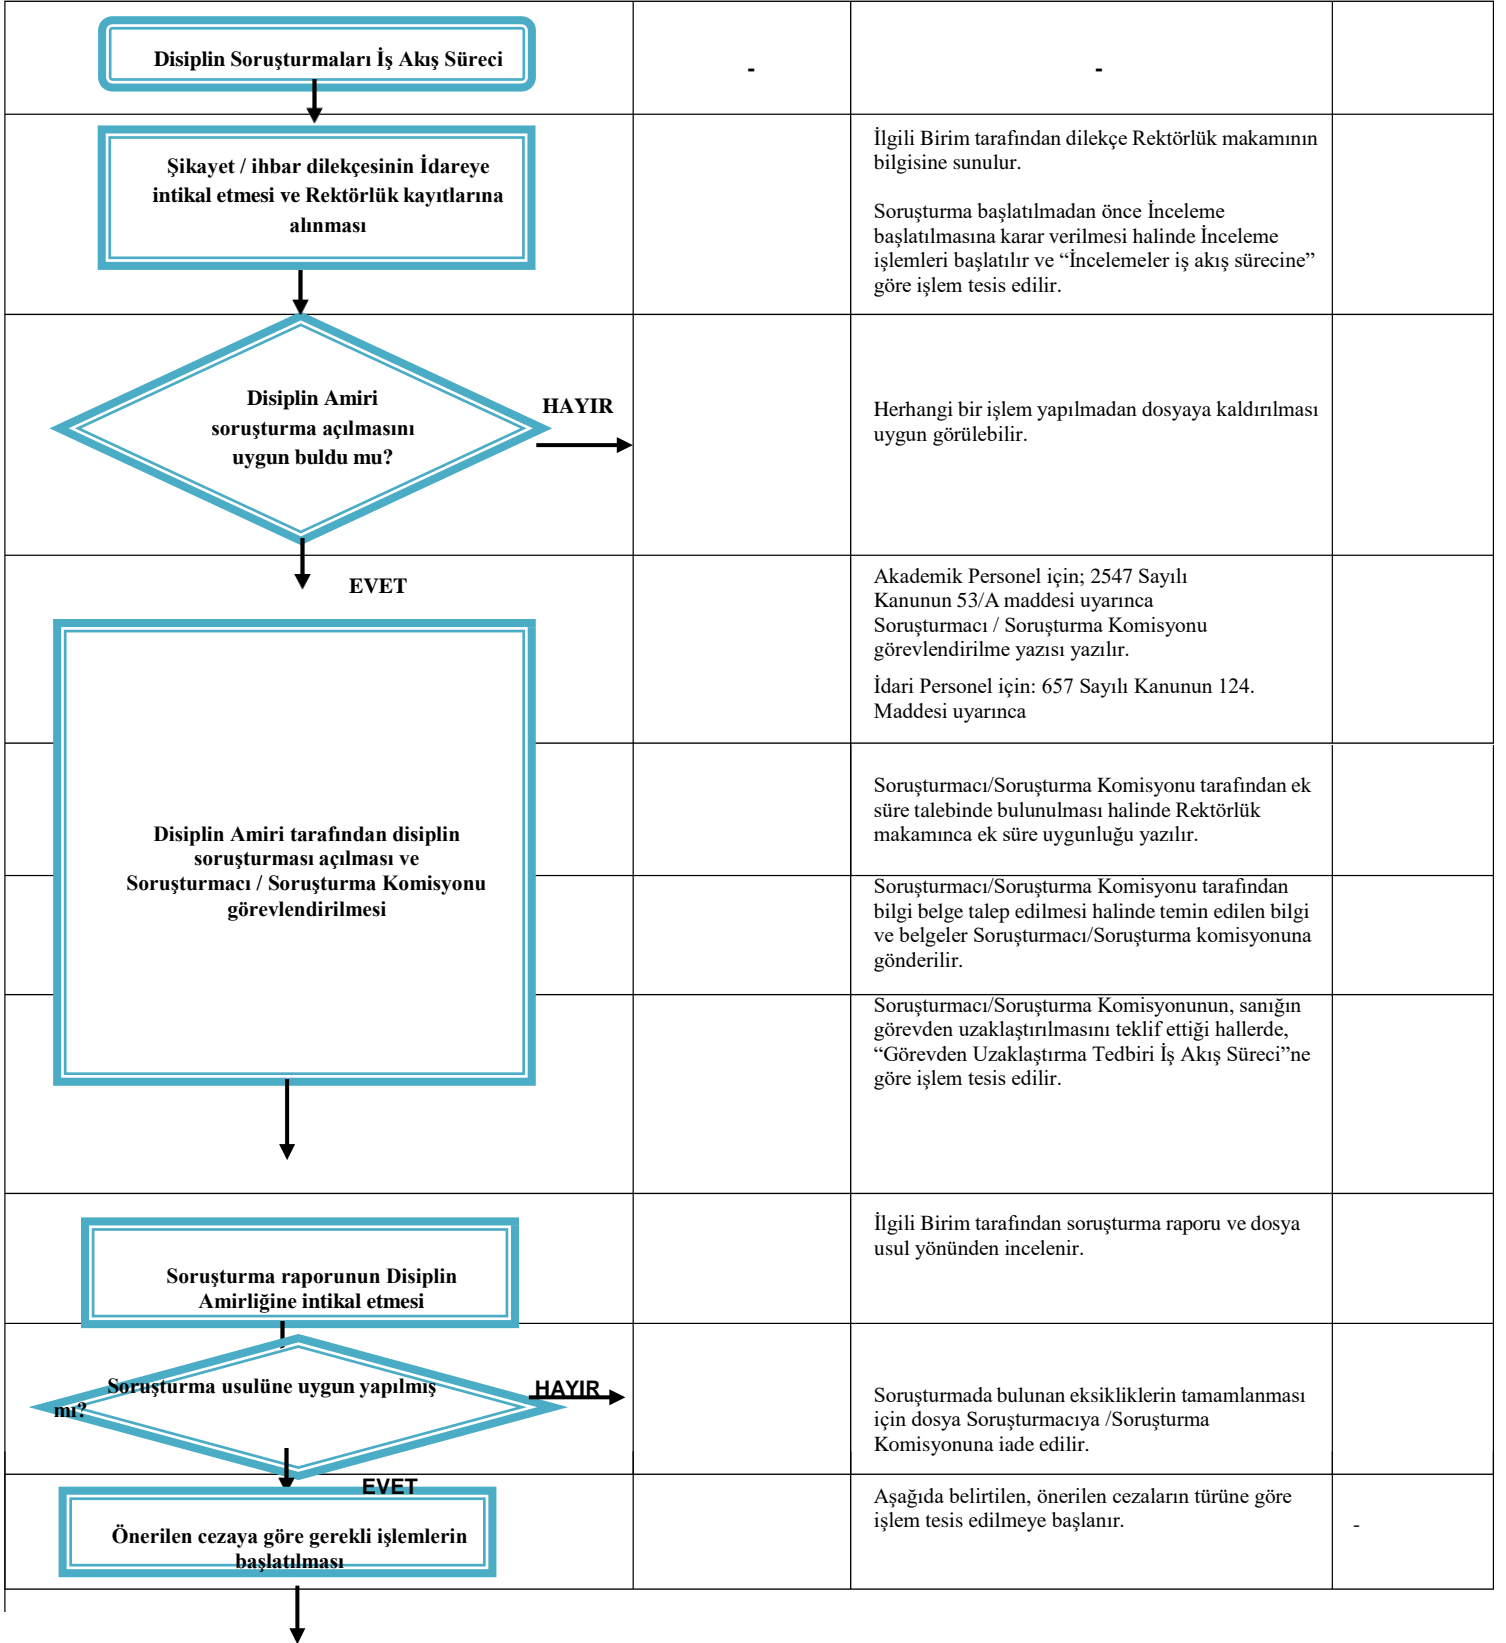 Disiplin Soruşturmaları İş Akış Süreci
-
-
Şikayet / ihbar dilekçesinin İdareye
intikal etmesi ve Rektörlük kayıtlarına
alınması
İlgili Birim tarafından dilekçe Rektörlük makamının
bilgisine sunulur.
Soruşturma başlatılmadan önce İnceleme
başlatılmasına karar verilmesi halinde İnceleme
işlemleri başlatılır ve “İncelemeler iş akış sürecine”
göre işlem tesis edilir.
Disiplin Amiri
soruşturma açılmasını
uygun buldu mu?
HAYIR
Herhangi bir işlem yapılmadan dosyaya kaldırılması
uygun görülebilir.
EVET
Akademik Personel için; 2547 Sayılı
Kanunun 53/A maddesi uyarınca
Soruşturmacı / Soruşturma Komisyonu
görevlendirilme yazısı yazılır.
İdari Personel için: 657 Sayılı Kanunun 124.
Maddesi uyarınca
Disiplin Amiri tarafından disiplin
soruşturması açılması ve
Soruşturmacı / Soruşturma Komisyonu
görevlendirilmesi
Soruşturmacı/Soruşturma Komisyonu tarafından ek
süre talebinde bulunulması halinde Rektörlük
makamınca ek süre uygunluğu yazılır.
Soruşturmacı/Soruşturma Komisyonu tarafından
bilgi belge talep edilmesi halinde temin edilen bilgi
ve belgeler Soruşturmacı/Soruşturma komisyonuna
gönderilir.
Soruşturmacı/Soruşturma Komisyonunun, sanığın
görevden uzaklaştırılmasını teklif ettiği hallerde,
“Görevden Uzaklaştırma Tedbiri İş Akış Süreci”ne
göre işlem tesis edilir.
Soruşturma raporunun Disiplin
Amirliğine intikal etmesi
İlgili Birim tarafından soruşturma raporu ve dosya
usul yönünden incelenir.
Soruşturma usulüne uygun yapılmış
mı?
HAYIR
Soruşturmada bulunan eksikliklerin tamamlanması
için dosya Soruşturmacıya /Soruşturma
Komisyonuna iade edilir.
EVET
Önerilen cezaya göre gerekli işlemlerin
başlatılması
Aşağıda belirtilen, önerilen cezaların türüne göre
işlem tesis edilmeye başlanır.
-